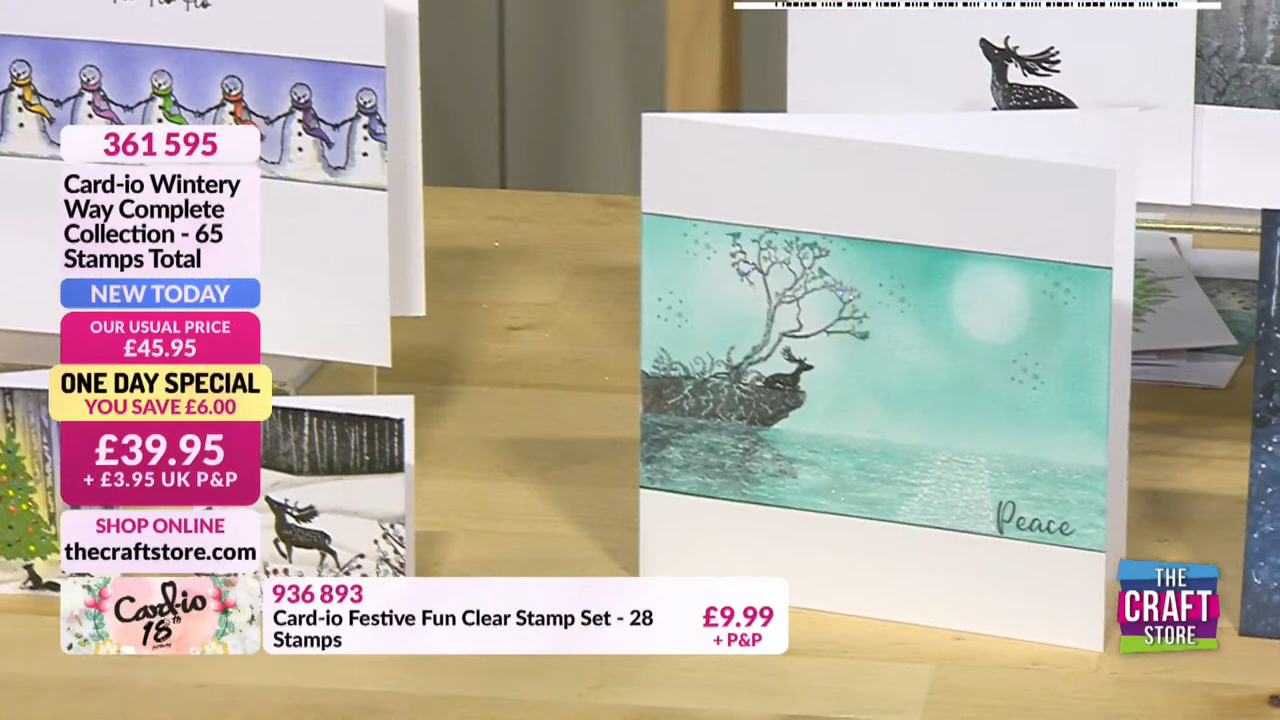 361 595
Card-io Wintery
Way Complete
Collection - 65
Stamps Total
NEW TODAY
OUR USUAL PRICE
£45.95
ONE DAY SPECIAL
YOU SAVE £6.00
£39.95
+ £3.95 UK P&P
SHOP ONLINE
thecraftstore.com
Card-io
18th
936 893
Card-io Festive Fun Clear Stamp Set - 28
Stamps
£9.99
+ P&P
Peace
THE
CRAFT
STORE